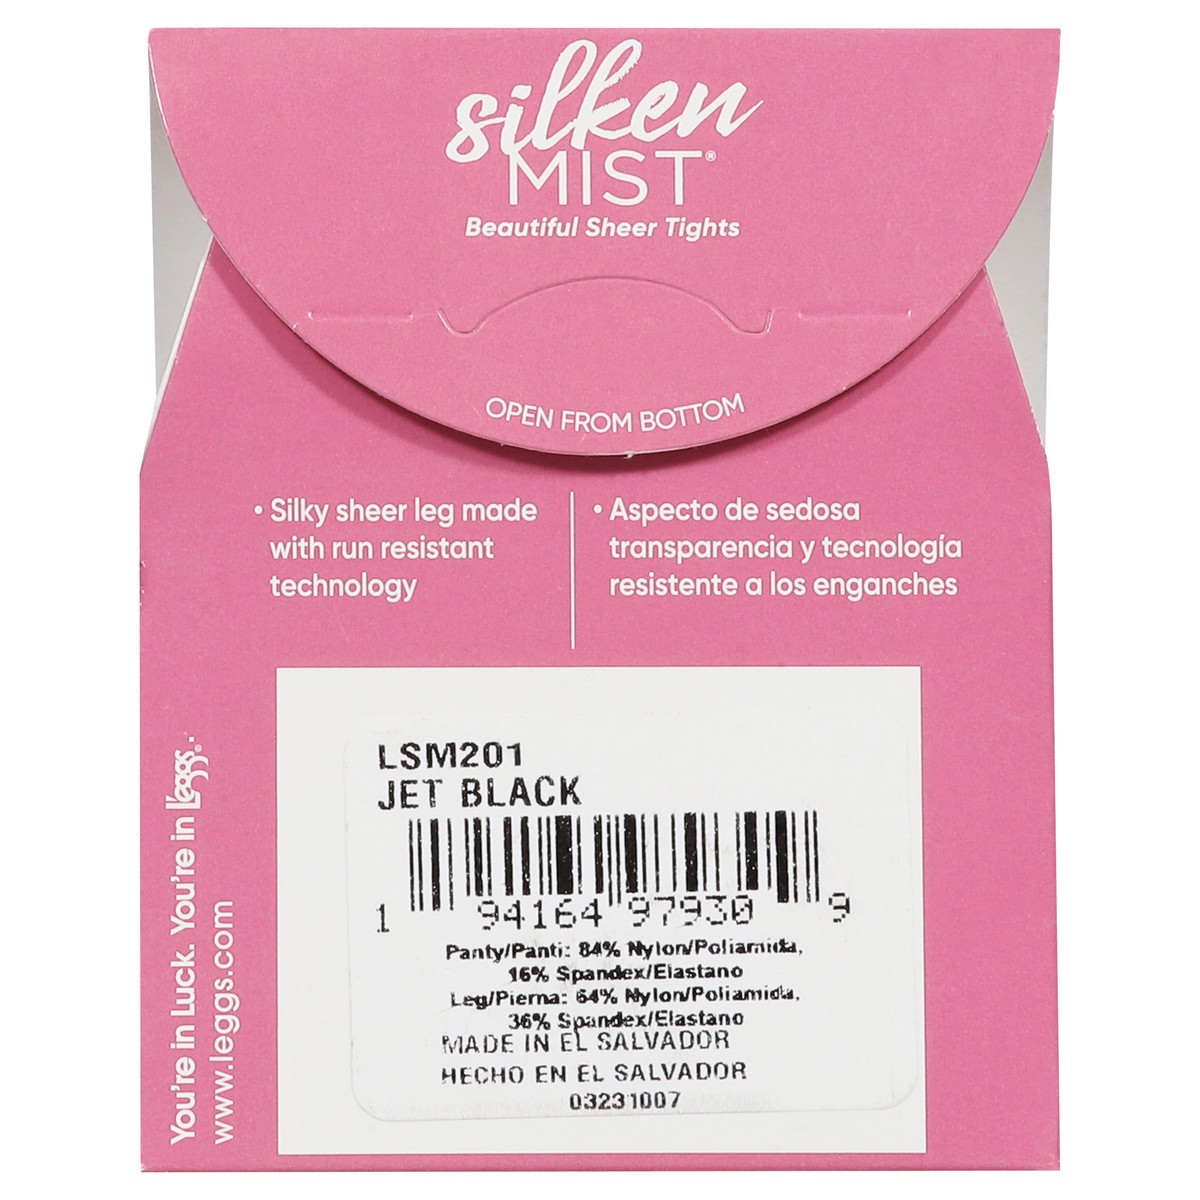 silken
MIST®
Beautiful Sheer Tights
OPEN FROM BOTTOM
• Silky sheer leg made
with run resistant
technology
• Aspecto de sedosa
transparencia y tecnología
resistente a los enganches
LSM201
JET BLACK
1 94164 97930 9
Panty/Panti: 84% Nylon/Poliamida,
16% Spandex/Elastano
Leg/Pierna: 64% Nylon/Poliamida,
36% Spandex/Elastano
MADE IN EL SALVADOR
HECHO EN EL SALVADOR
03231007
You're in Luck. You're in L'eggs®.
www.leggs.com